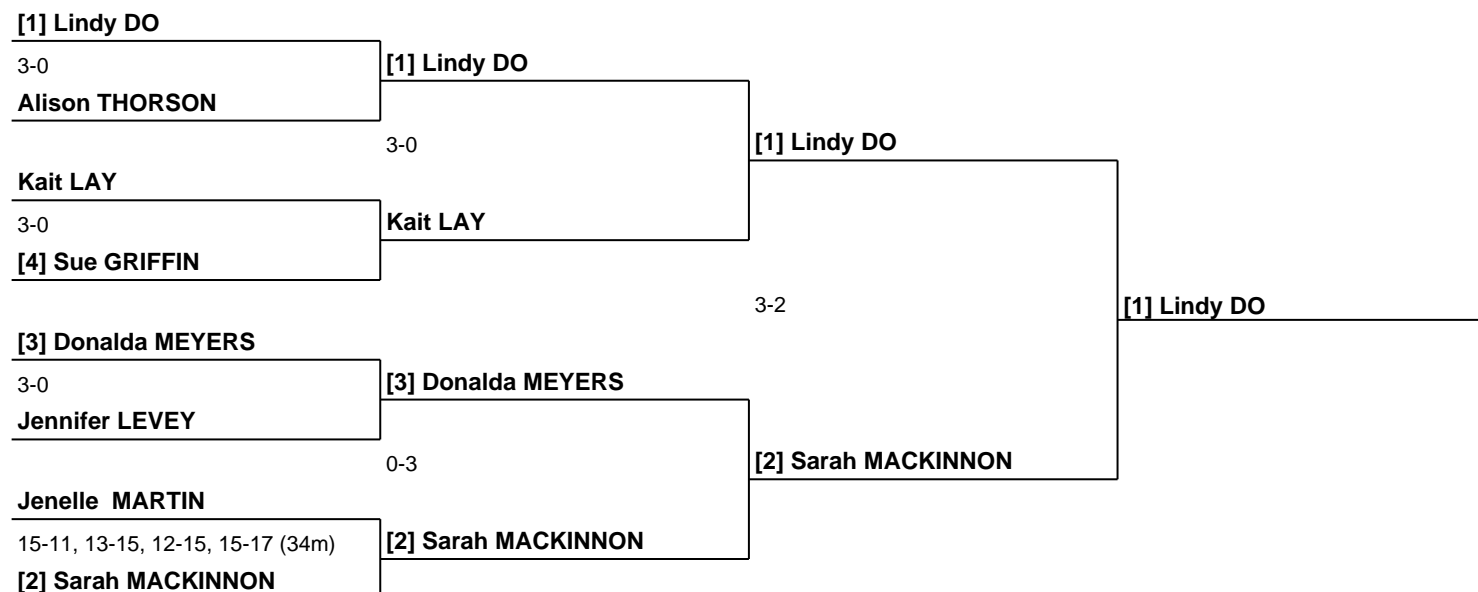 [1] Lindy DO
3-0
[1] Lindy DO
Alison THORSON
3-0
[1] Lindy DO
Kait LAY
3-0
Kait LAY
[4] Sue GRIFFIN
3-2
[1] Lindy DO
[3] Donalda MEYERS
3-0
[3] Donalda MEYERS
Jennifer LEVEY
0-3
[2] Sarah MACKINNON
Jenelle  MARTIN
15-11, 13-15, 12-15, 15-17 (34m)
[2] Sarah MACKINNON
[2] Sarah MACKINNON